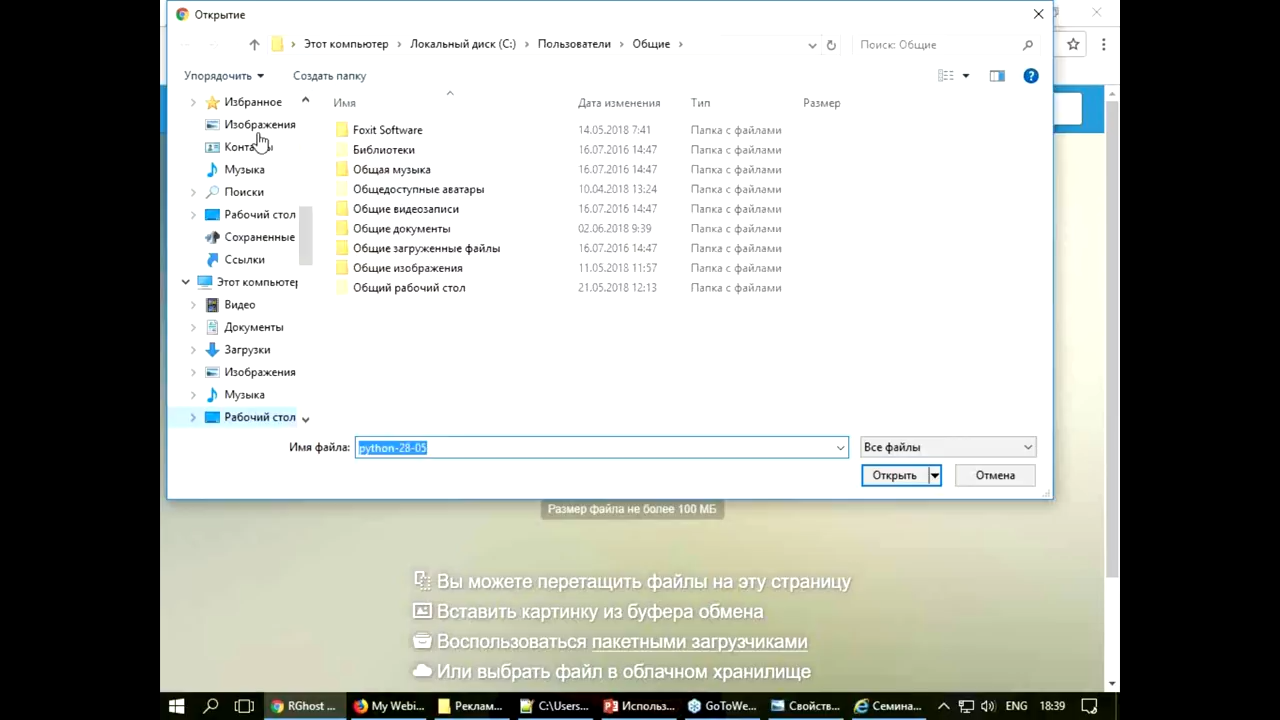 Открытие
Этот компьютер
Локальный диск (C:)
Пользователи
Общие
Поиск: Общие
Упорядочить
Создать папку
Избранное
Изображения
Музыка
Поиски
Рабочий стол
Сохраненные
Ссылки
Этот компьютер
Видео
Документы
Загрузки
Изображения
Музыка
Рабочий стол
Имя Дата изменения Тип Размер
Foxit Software 14.05.2018 7:41 Папка с файлами
Библиотеки 16.07.2016 14:47 Папка с файлами
Общая музыка 16.07.2016 14:47 Папка с файлами
Общедоступные аватары 10.04.2018 13:24 Папка с файлами
Общие видеозаписи 16.07.2016 14:47 Папка с файлами
Общие документы 02.06.2018 9:39 Папка с файлами
Общие загруженные файлы 16.07.2016 14:47 Папка с файлами
Общие изображения 11.05.2018 11:57 Папка с файлами
Общий рабочий стол 21.05.2018 12:13 Папка с файлами
Имя файла: python-28-05 Все файлы
Открыть Отмена
Размер файла не более 100 МБ
Вы можете перетащить файлы на эту страницу
Вставить картинку из буфера обмена
Воспользоваться пакетными загрузчиками
Или выбрать файл в облачном хранилище
RGhost ... My Webi... Реклам... C:\Users... Использ... GoToWe... Свойств... Семина... ENG 18:39